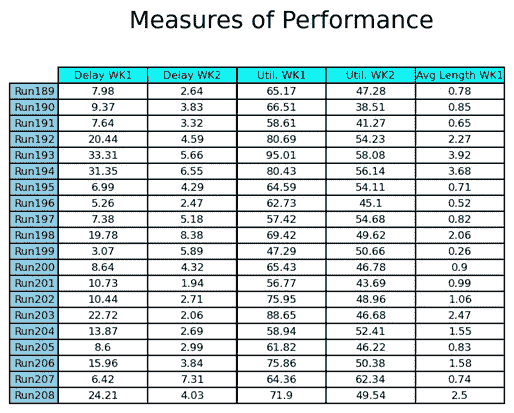 Measures of Performance
Delay WK1 Delay WK2 Util. WK1 Util. WK2 Avg Length WK1
Run189 7.98 2.64 65.17 47.28 0.78
Run190 9.37 3.83 66.51 38.51 0.85
Run191 7.64 3.32 58.61 41.27 0.65
Run192 20.44 4.59 80.69 54.23 2.27
Run193 33.31 5.66 95.01 58.08 3.92
Run194 31.35 6.55 80.43 56.14 3.68
Run195 6.99 4.29 64.59 54.11 0.71
Run196 5.26 2.47 62.73 45.1 0.52
Run197 7.38 5.18 57.42 54.68 0.82
Run198 19.78 8.38 69.42 49.62 2.06
Run199 3.07 5.89 47.29 50.66 0.26
Run200 8.64 4.32 65.43 46.78 0.9
Run201 10.73 1.94 56.77 43.69 0.99
Run202 10.44 2.71 75.95 48.96 1.06
Run203 22.72 2.06 88.65 46.68 2.47
Run204 13.87 2.69 58.94 52.41 1.55
Run205 8.6 2.99 61.82 46.22 0.83
Run206 15.96 3.84 75.86 50.38 1.58
Run207 6.42 7.31 64.36 62.34 0.74
Run208 24.21 4.03 71.9 49.54 2.5